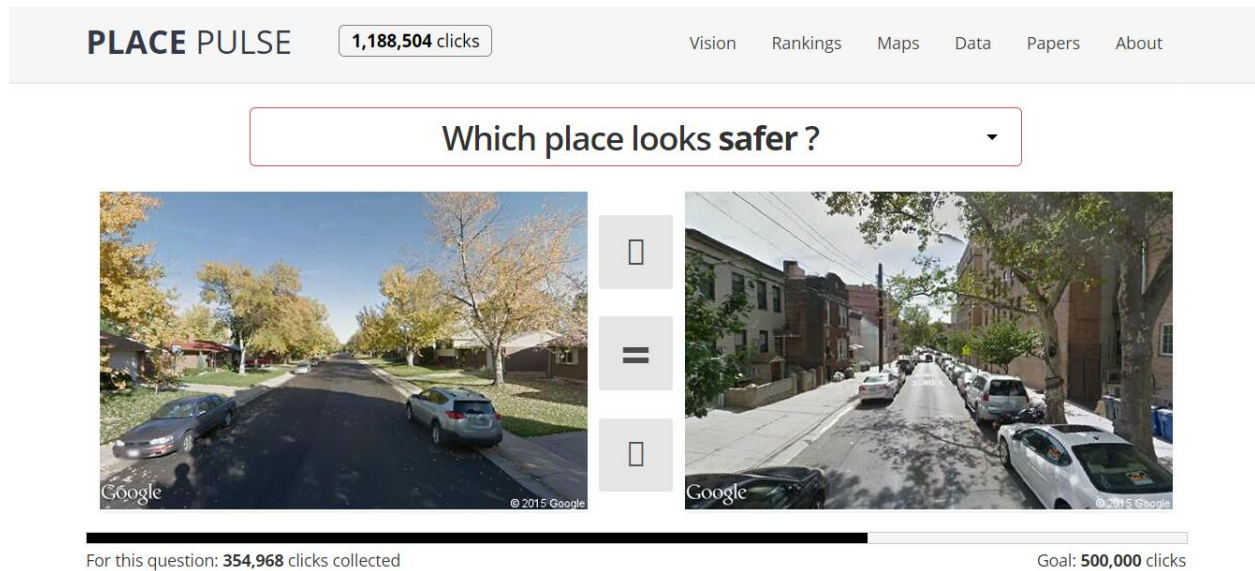 PLACE PULSE
1,188,504 clicks
Vision Rankings Maps Data Papers About
Which place looks safer ?
=
Google
© 2015 Google
Google
© 2015 Google
For this question: 354,968 clicks collected
Goal: 500,000 clicks